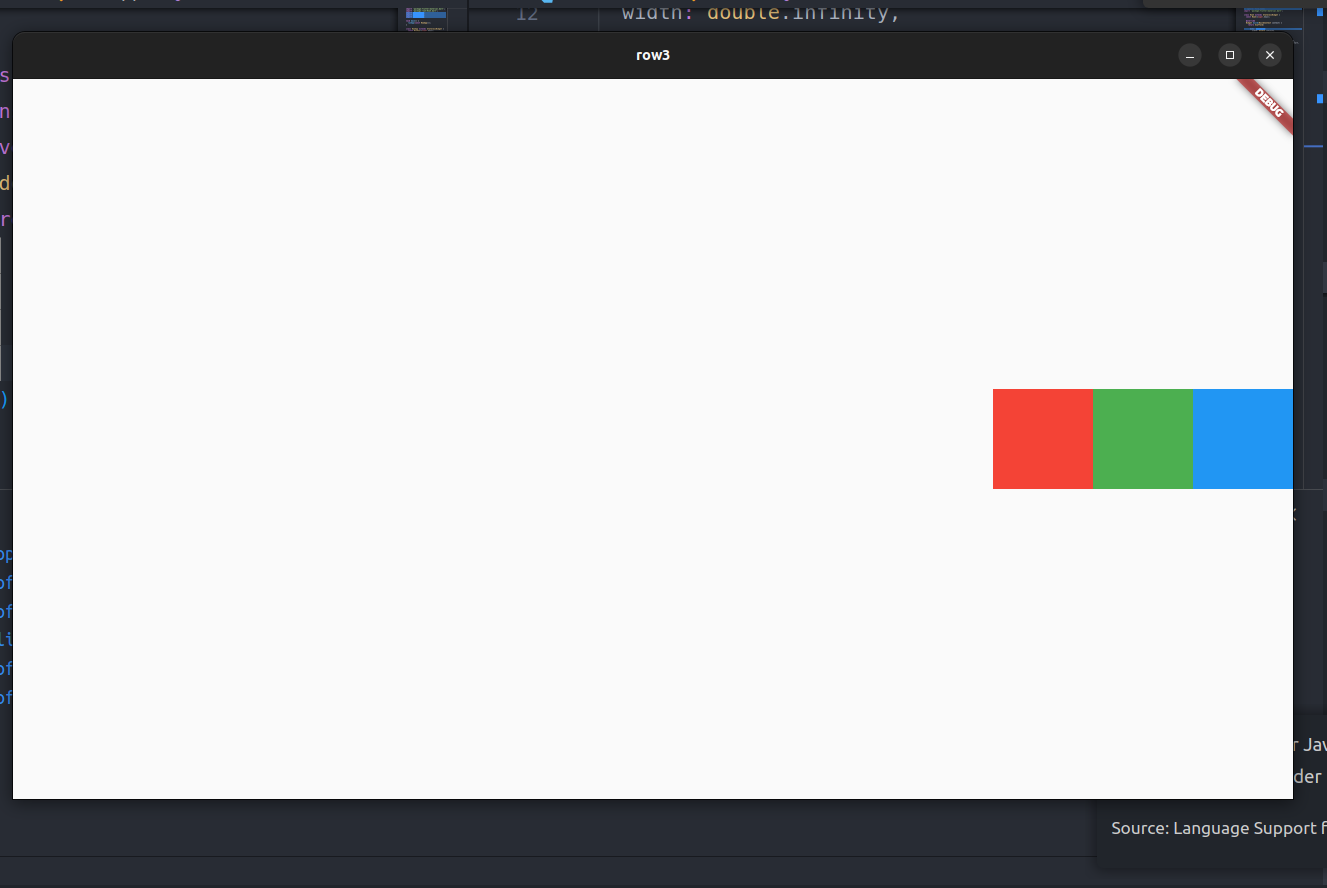 12 width: double.infinity,
row3
DEBUG
s
n
v
d
r
)
pp
of
of
li
of
of
r Jav
der
Source: Language Support f